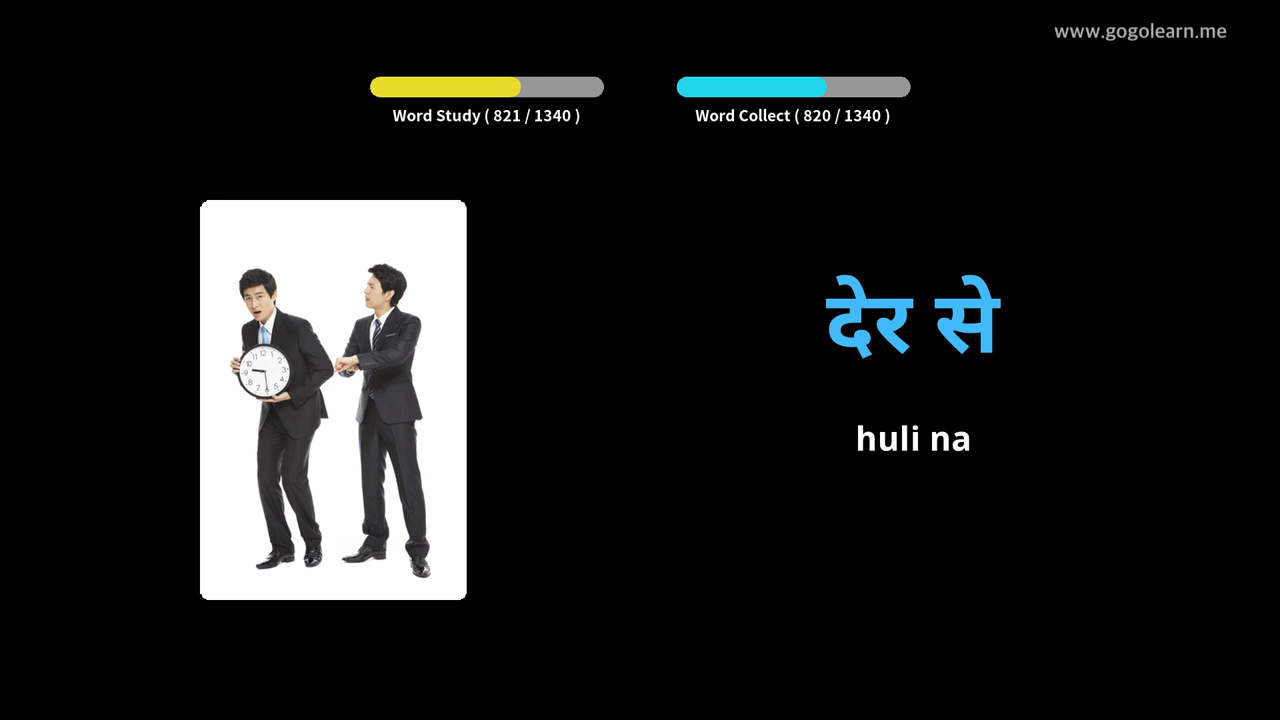 www.gogolearn.me
Word Study ( 821 / 1340 )
Word Collect ( 820 / 1340 )
देर से
huli na